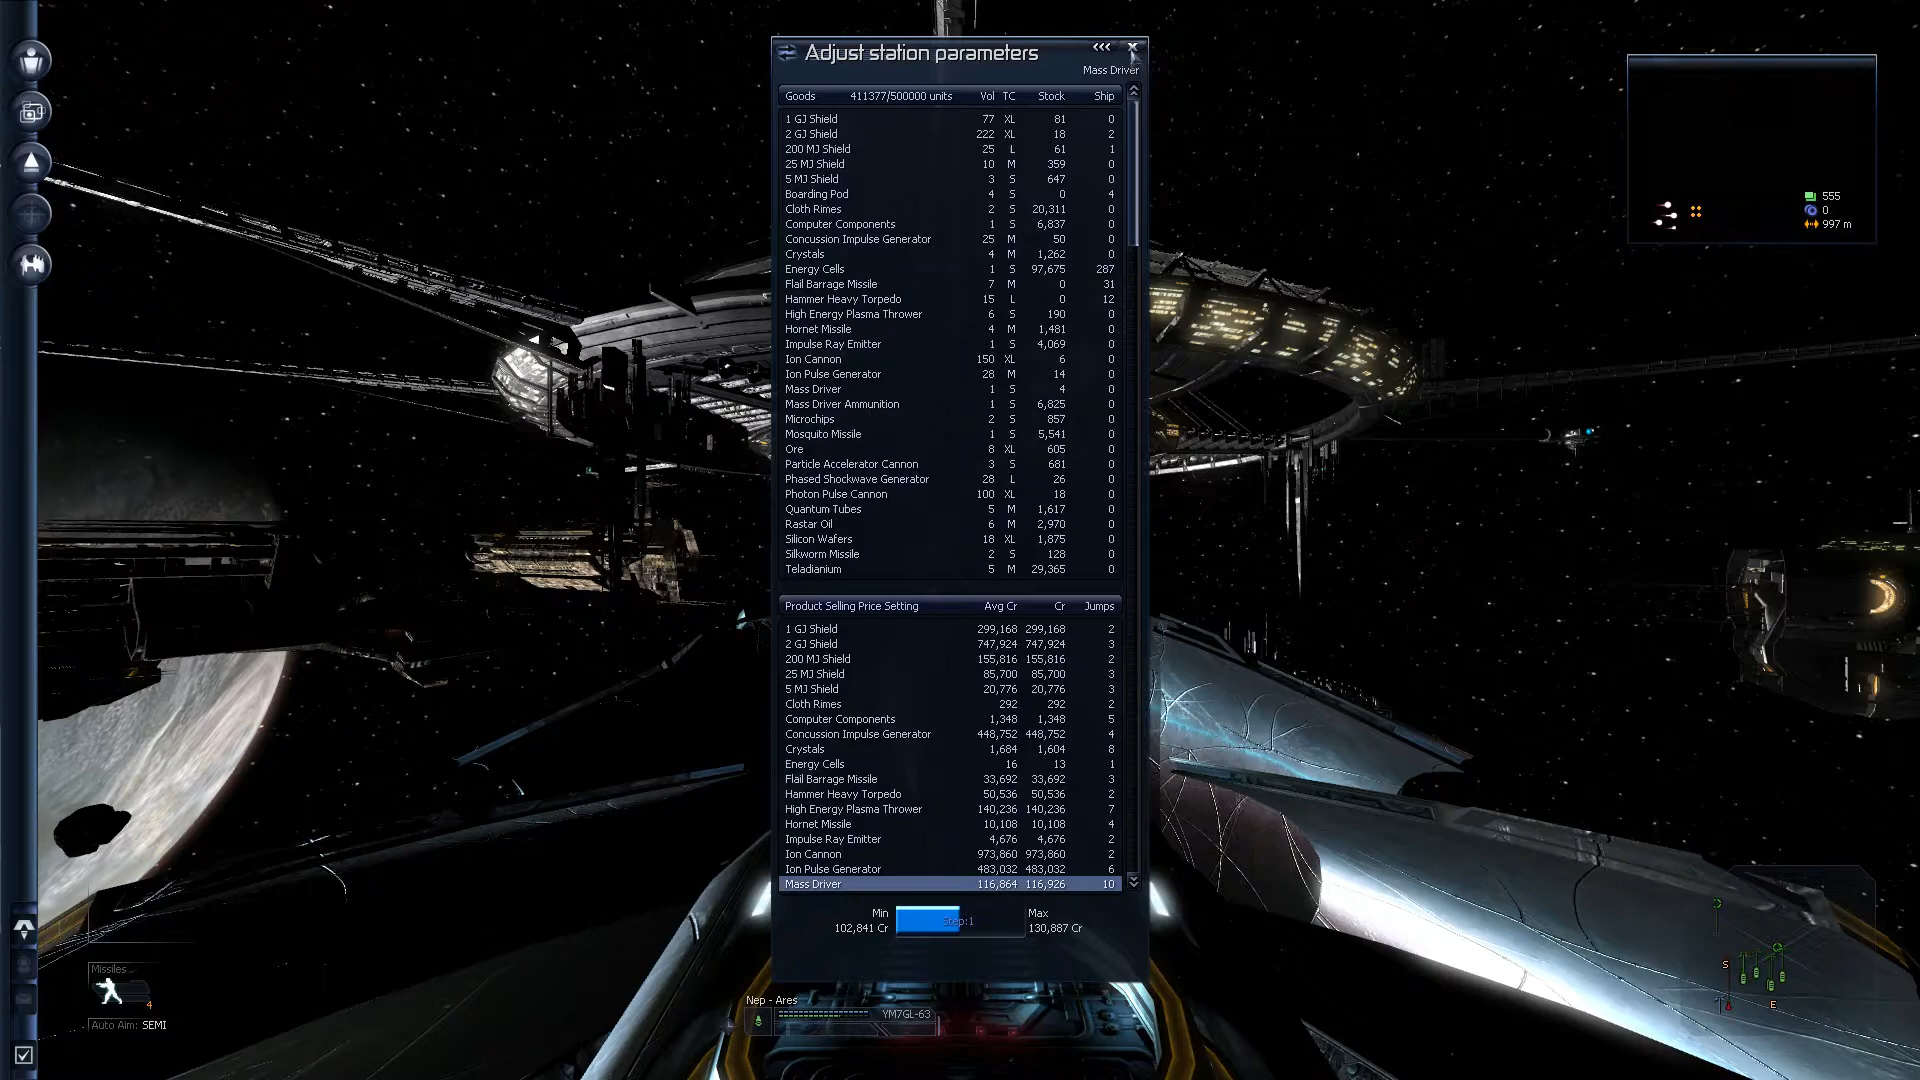 Adjust station parameters
Mass Driver
Goods 411377/500000 units Vol TC Stock Ship
1 GJ Shield 77 XL 81 0
2 GJ Shield 222 XL 18 2
200 MJ Shield 25 L 61 1
25 MJ Shield 10 M 359 0
5 MJ Shield 3 S 647 0
Boarding Pod 4 S 0 4
Cloth Rimes 2 S 20,311 0
Computer Components 1 S 6,837 0
Concussion Impulse Generator 25 M 50 0
Crystals 4 M 1,262 0
Energy Cells 1 S 97,675 287
Flail Barrage Missile 7 M 0 31
Hammer Heavy Torpedo 15 L 0 12
High Energy Plasma Thrower 6 S 190 0
Hornet Missile 4 M 1,481 0
Impulse Ray Emitter 1 S 4,069 0
Ion Cannon 150 XL 6 0
Ion Pulse Generator 28 M 14 0
Mass Driver 1 S 4 0
Mass Driver Ammunition 1 S 6,825 0
Microchips 2 S 857 0
Mosquito Missile 1 S 5,541 0
Ore 8 XL 605 0
Particle Accelerator Cannon 3 S 681 0
Phased Shockwave Generator 28 L 26 0
Photon Pulse Cannon 100 XL 18 0
Quantum Tubes 5 M 1,617 0
Rastar Oil 6 M 2,970 0
Silicon Wafers 18 XL 1,875 0
Silkworm Missile 2 S 128 0
Teladianium 5 M 29,365 0
Product Selling Price Setting Avg Cr Cr Jumps
1 GJ Shield 299,168 299,168 2
2 GJ Shield 747,924 747,924 3
200 MJ Shield 155,816 155,816 2
25 MJ Shield 85,700 85,700 3
5 MJ Shield 20,776 20,776 3
Cloth Rimes 292 292 2
Computer Components 1,348 1,348 5
Concussion Impulse Generator 448,752 448,752 4
Crystals 1,684 1,604 8
Energy Cells 16 13 1
Flail Barrage Missile 33,692 33,692 3
Hammer Heavy Torpedo 50,536 50,536 2
High Energy Plasma Thrower 140,236 140,236 7
Hornet Missile 10,108 10,108 4
Impulse Ray Emitter 4,676 4,676 2
Ion Cannon 973,860 973,860 2
Ion Pulse Generator 483,032 483,032 6
Mass Driver 116,864 116,926 10
Min Max
102,841 Cr Step:1 130,887 Cr
555
0
997 m
Missiles
4
Auto Aim: SEMI
Nep - Ares
YM7GL-63
S
E